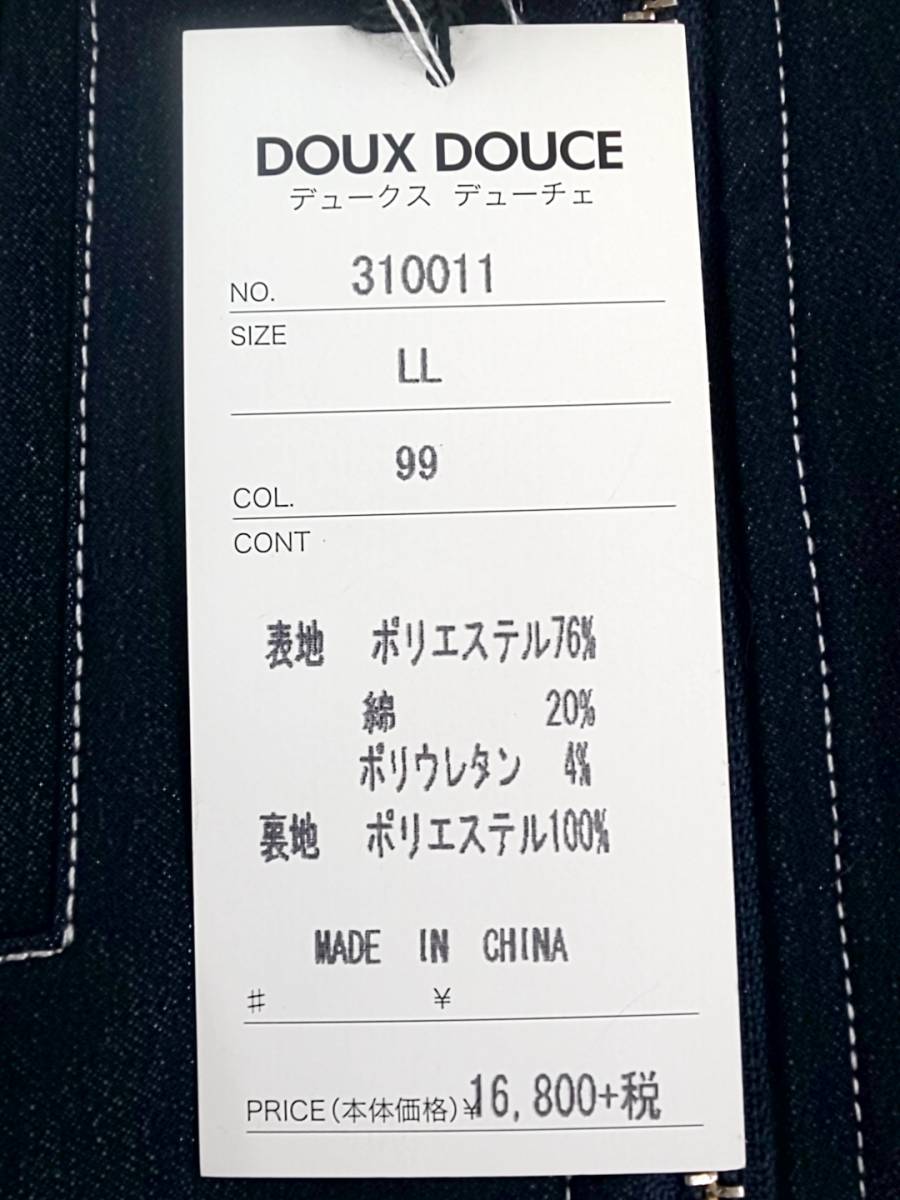 DOUX DOUCE
デュークス デューチェ
NO. 310011
SIZE
LL
99
COL.
CONT
表地 ポリエステル76%
綿 20%
ポリウレタン 4%
裏地 ポリエステル100%
MADE IN CHINA
# ¥
PRICE(本体価格)¥16,800+税